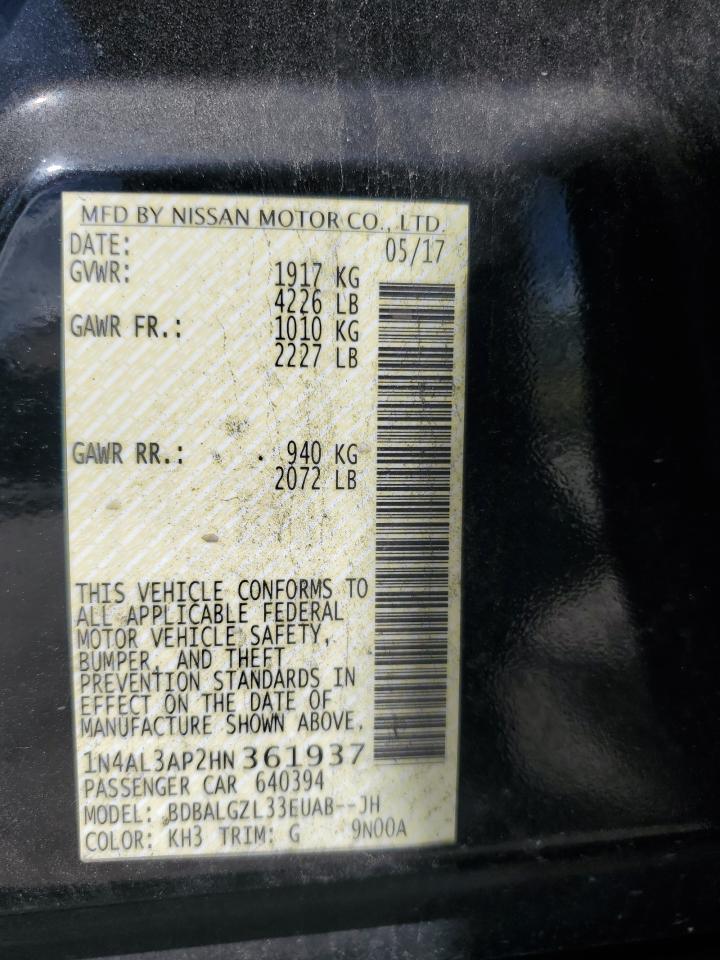 MFD BY NISSAN MOTOR CO., LTD.
DATE: 05/17
GVWR: 1917 KG
4226 LB
GAWR FR.: 1010 KG
2227 LB
GAWR RR.: 940 KG
2072 LB
THIS VEHICLE CONFORMS TO
ALL APPLICABLE FEDERAL
MOTOR VEHICLE SAFETY,
BUMPER, AND THEFT
PREVENTION STANDARDS IN
EFFECT ON THE DATE OF
MANUFACTURE SHOWN ABOVE.
1N4AL3AP2HN361937
PASSENGER CAR 640394
MODEL: BDBALGZL33EUAB--JH
COLOR: KH3 TRIM: G 9N00A